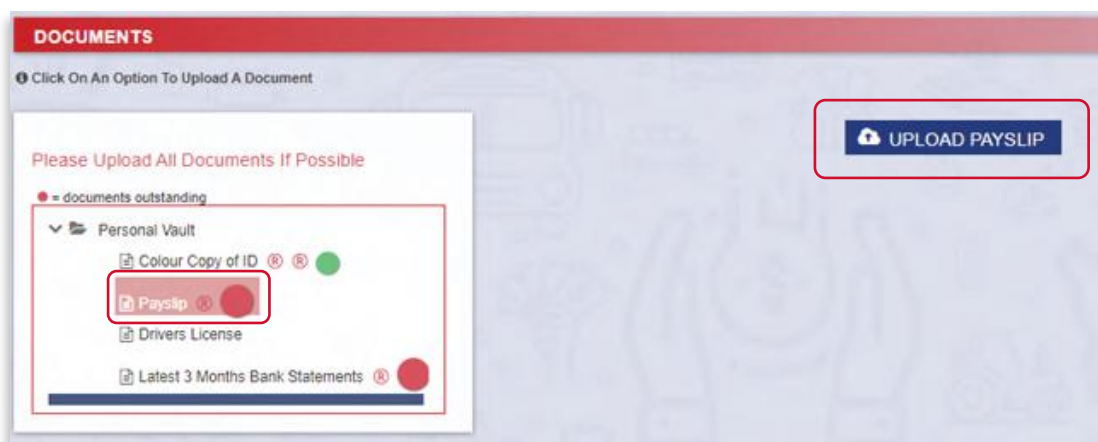 DOCUMENTS
Click On An Option To Upload A Document
UPLOAD PAYSLIP
Please Upload All Documents If Possible
= documents outstanding
Personal Vault
Colour Copy of ID ® ®
Payslip ®
Drivers License
Latest 3 Months Bank Statements ®